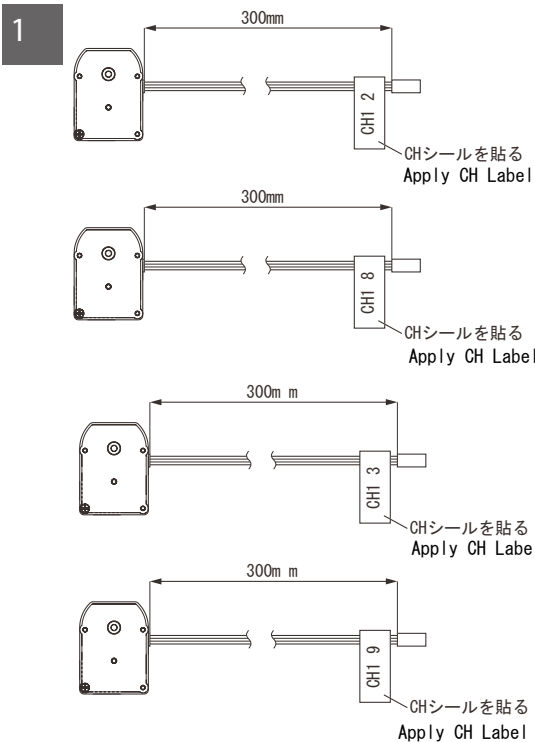 1
300mm
CH1 2
CHシールを貼る
Apply CH Label
300mm
CH1 8
CHシールを貼る
Apply CH Label
300m m
CH1 3
CHシールを貼る
Apply CH Labe
300m m
CH1 9
CHシールを貼る
Apply CH Label